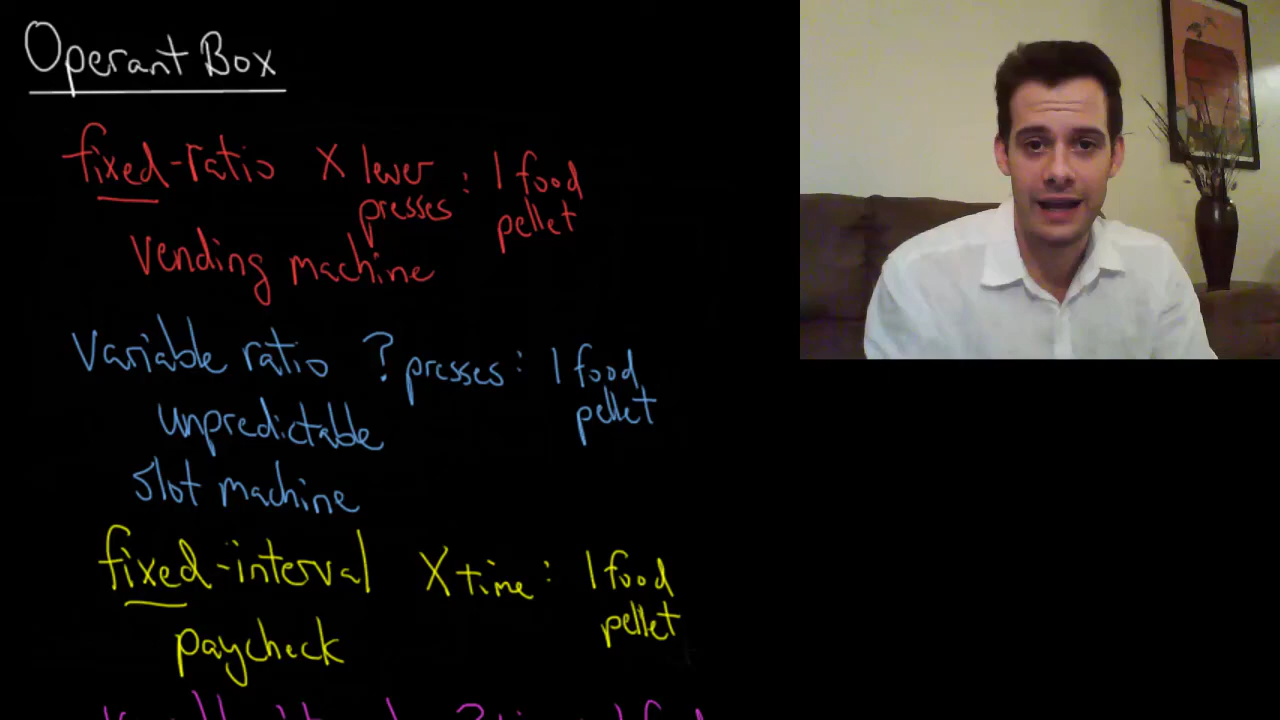 Operant Box
fixed-ratio X lever presses : 1 food pellet
Vending machine
Variable ratio ? presses : 1 food pellet
unpredictable
slot machine
fixed-interval X time : 1 food pellet
paycheck